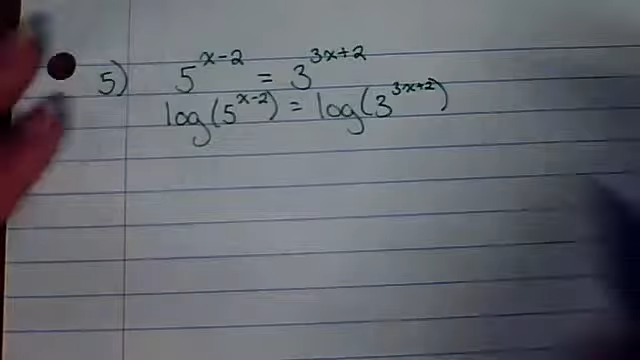 5) 5^(x-2) = 3^(3x+2)
log(5^(x-2)) = log(3^(3x+2))